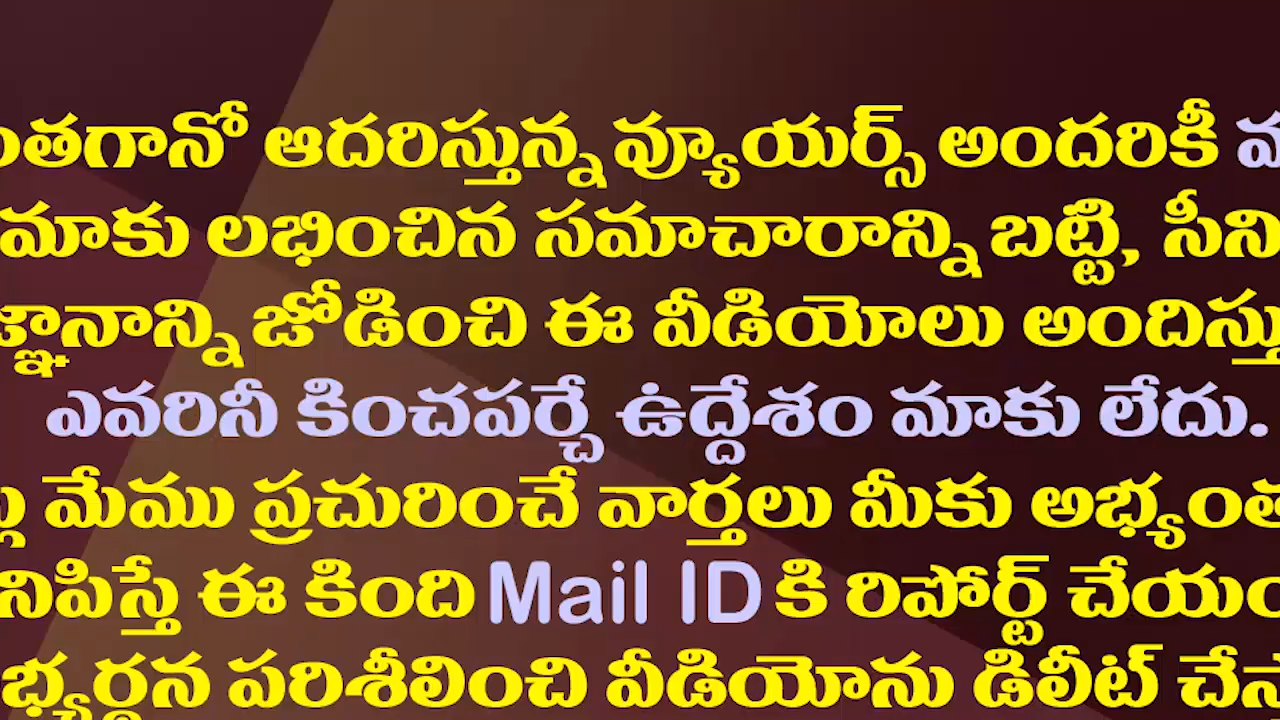 ంతగానో ఆదరిస్తున్న వ్యూయర్స్ అందరికీ
మాకు లభించిన సమాచారాన్ని బట్టి, సీని
జ్ఞానాన్ని జోడించి ఈ వీడియోలు అందిస్తు
ఎవరినీ కించపర్చే ఉద్దేశం మాకు లేదు.
మేము ప్రచురించే వార్తలు మీకు అభ్యంత
నిపిస్తే ఈ కింది Mail ID కి రిపోర్ట్ చేయం
భ్యర్థన పరిశీలించి వీడియోను డిలీట్ చేస